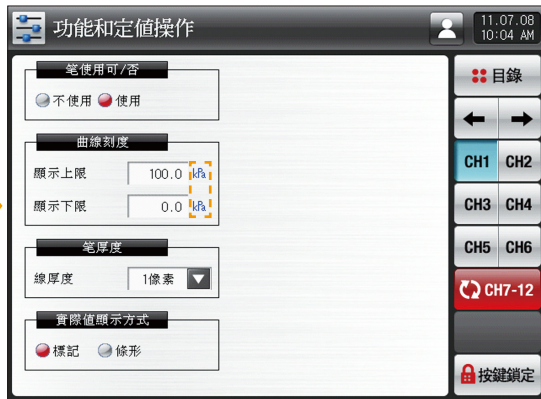 功能和定値操作
11.07.08
10:04 AM
笔使用可/否
不使用 使用
曲線刻度
顯示上限 100.0 kPa
顯示下限 0.0 kPa
笔厚度
線厚度 1像素
實際値顯示方式
標記 條形
目錄
CH1 CH2
CH3 CH4
CH5 CH6
CH7-12
按鍵鎖定